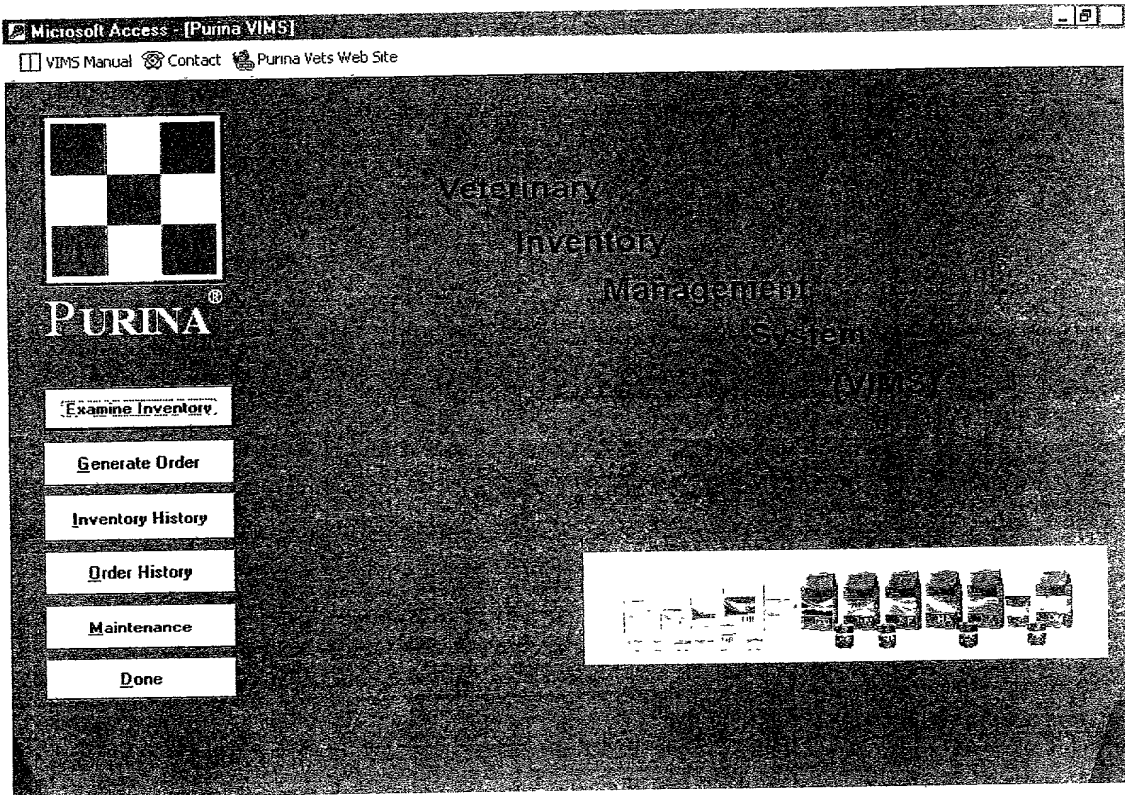 Microsoft Access - [Purina VIMS]
VIMS Manual Contact Purina Vets Web Site
PURINA®
Veterinary
Inventory
Management
System
(VIMS)
Examine Inventory
Generate Order
Inventory History
Order History
Maintenance
Done